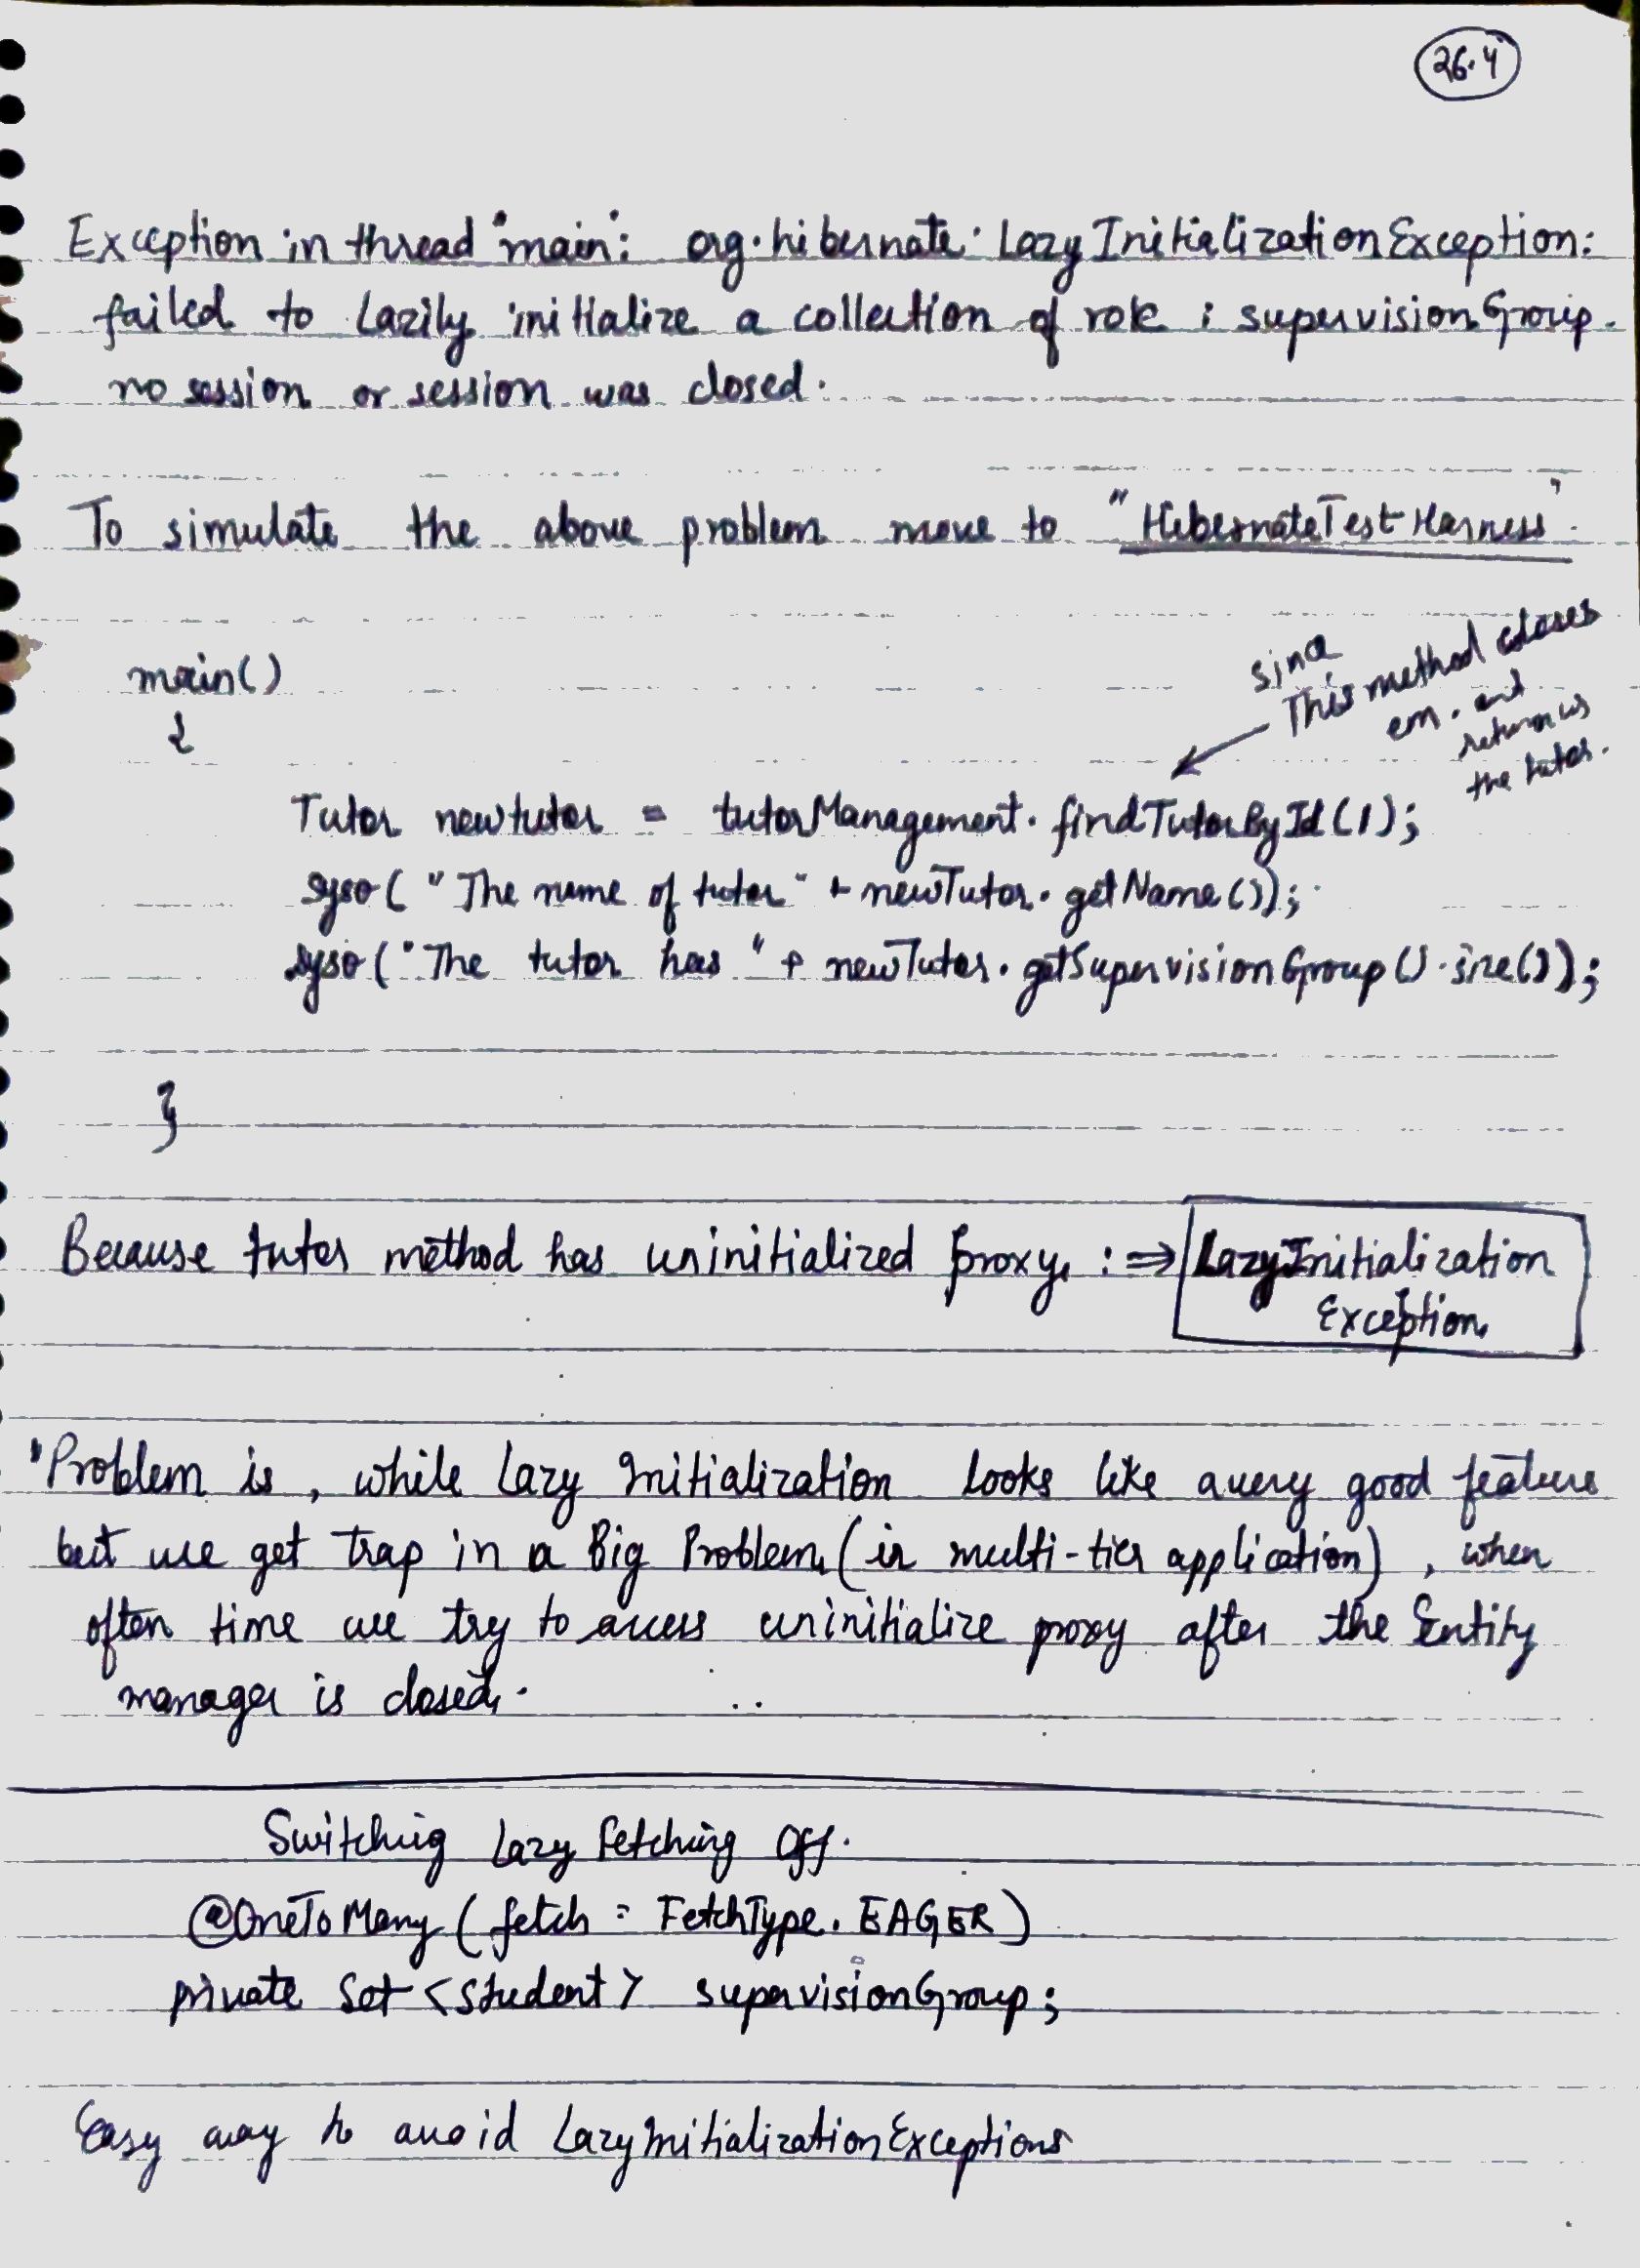 26.4
Exception in thread "main": org.hibernate.LazyInitializationException:
failed to lazily initialize a collection of role : supervisionGroup.
no session or session was closed.
To simulate the above problem move to "HibernateTestHarness".
main()
{
since
This method closes
em. and
return us
the tutor.
Tutor newtutor = tutorManagement.findTutorById(1);
syso("The name of tutor" + newTutor.getName());
syso("The tutor has" + newTutor.getSupervisionGroup().size());
}
Because tutor method has uninitialized proxy. :⇒ LazyInitialization
Exception
"Problem is, while Lazy Initialization looks like a very good feature
but we get trap in a Big Problem (in multi-tier application), when
often time we try to access uninitialize proxy after the Entity
manager is closed.
Switching Lazy Fetching Off.
@OneToMany(fetch = FetchType.EAGER)
private Set<Student> supervisionGroup;
Easy way to avoid LazyInitializationExceptions